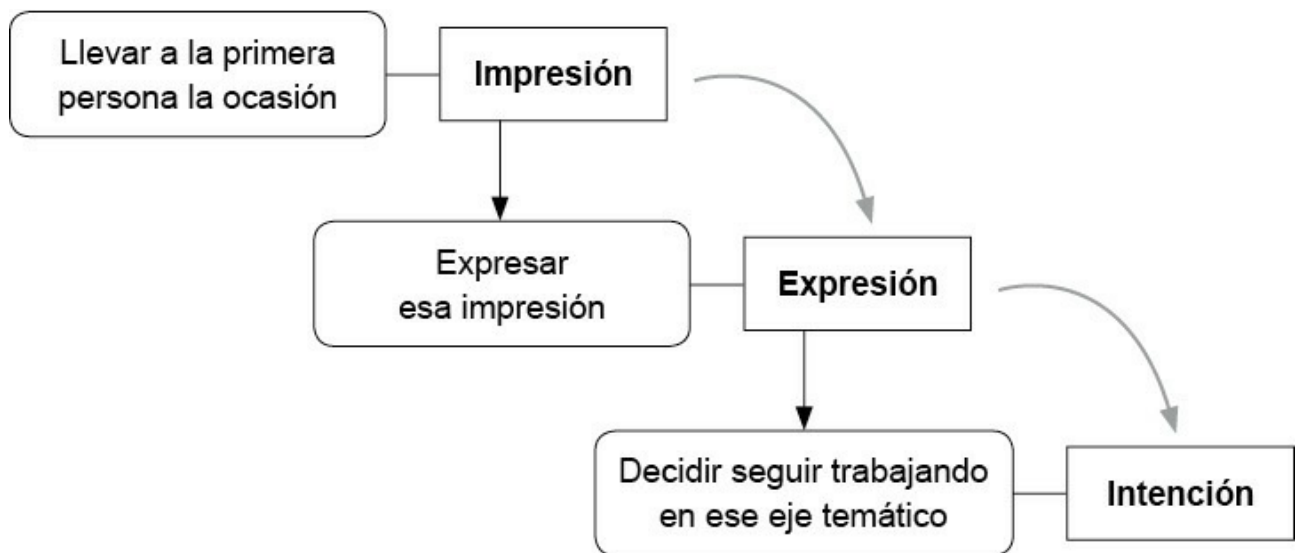 Llevar a la primera
persona la ocasión
Impresión
Expresar
esa impresión
Expresión
Decidir seguir trabajando
en ese eje temático
Intención